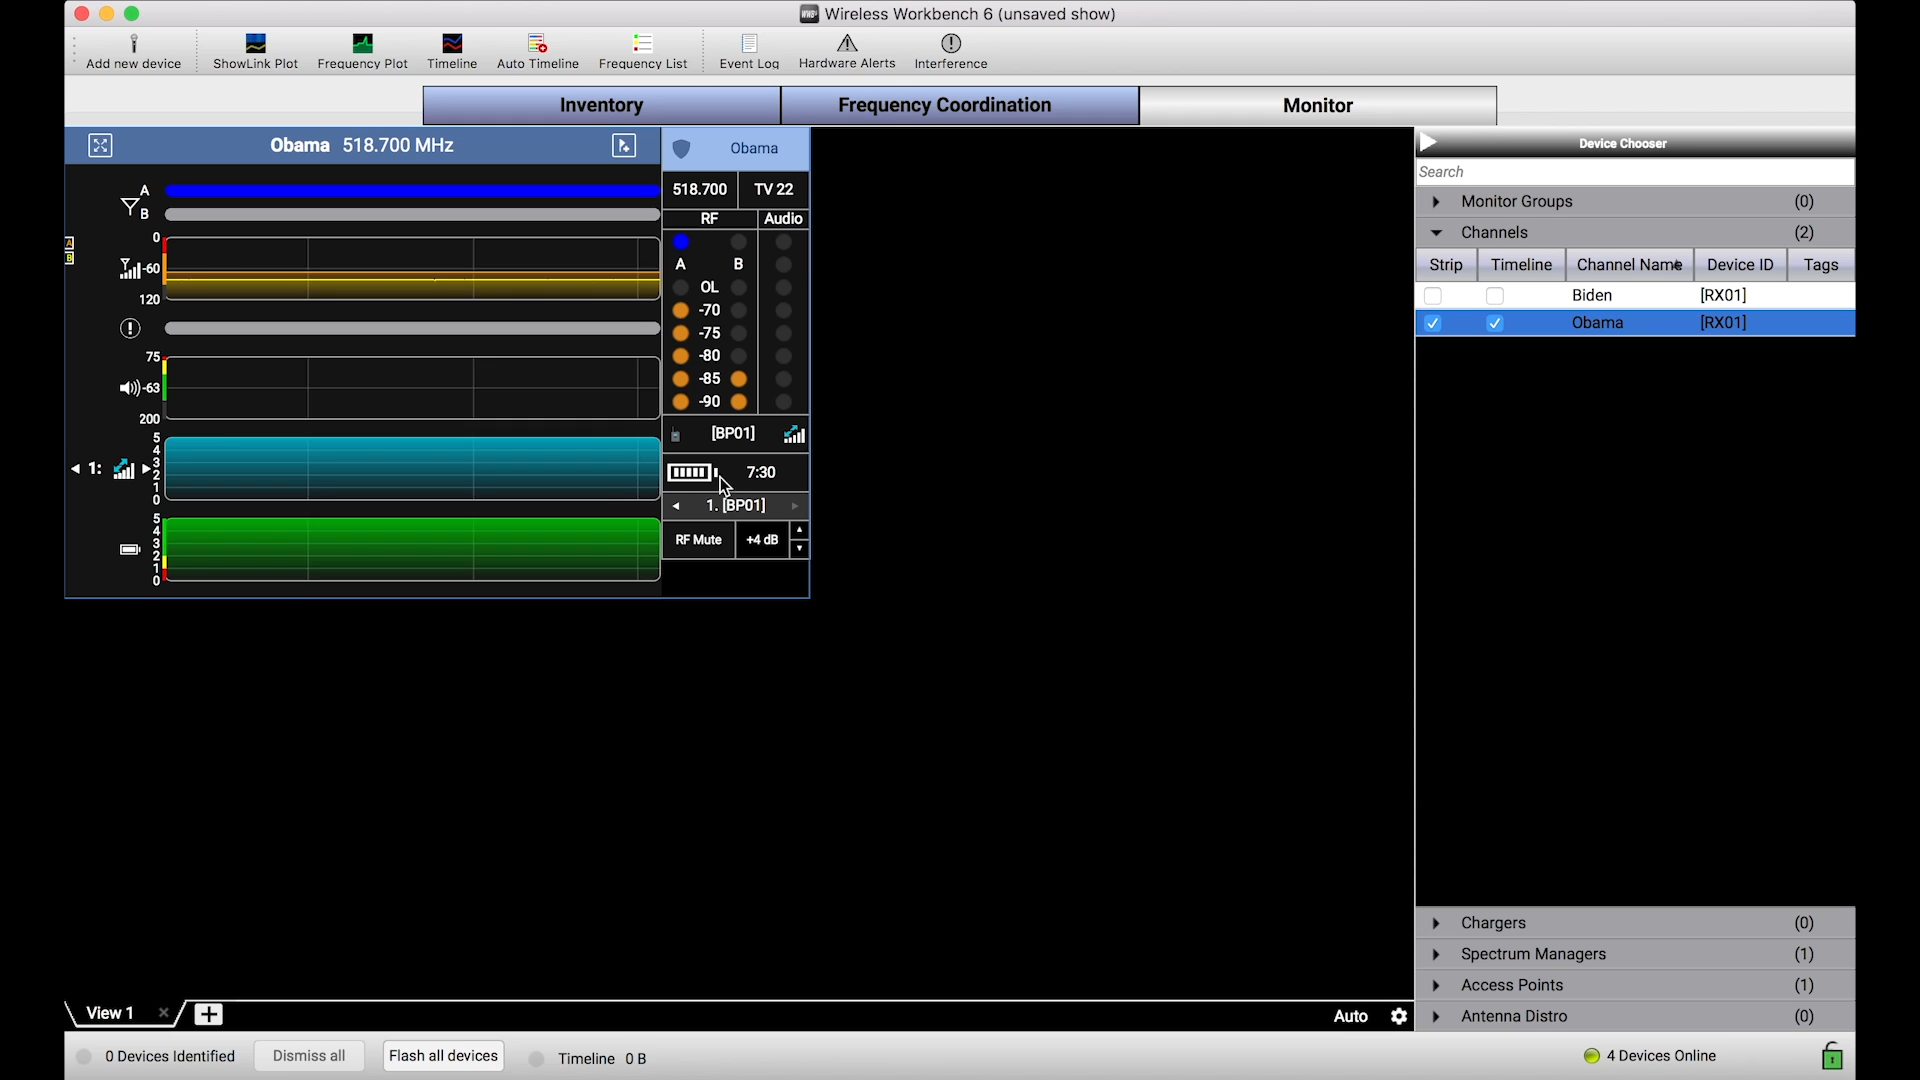 Wireless Workbench 6 (unsaved show)
Add new device
ShowLink Plot
Frequency Plot
Timeline
Auto Timeline
Frequency List
Event Log
Hardware Alerts
Interference
Inventory
Frequency Coordination
Monitor
Obama 518.700 MHz
A
B
A
B
0
-60
120
75
-63
200
1:
5
4
3
2
1
0
5
4
3
2
1
0
Obama
518.700 TV 22
RF Audio
A B
OL
-70
-75
-80
-85
-90
[BP01]
7:30
1. [BP01]
RF Mute +4 dB
Device Chooser
Search
Monitor Groups (0)
Channels (2)
Strip Timeline Channel Name Device ID Tags
Biden [RX01]
Obama [RX01]
Chargers (0)
Spectrum Managers (1)
Access Points (1)
Antenna Distro (0)
View 1
Auto
0 Devices Identified
Dismiss all
Flash all devices
Timeline 0 B
4 Devices Online